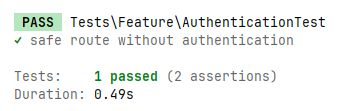 PASS Tests\Feature\AuthenticationTest
✓ safe route without authentication
Tests: 1 passed (2 assertions)
Duration: 0.49s